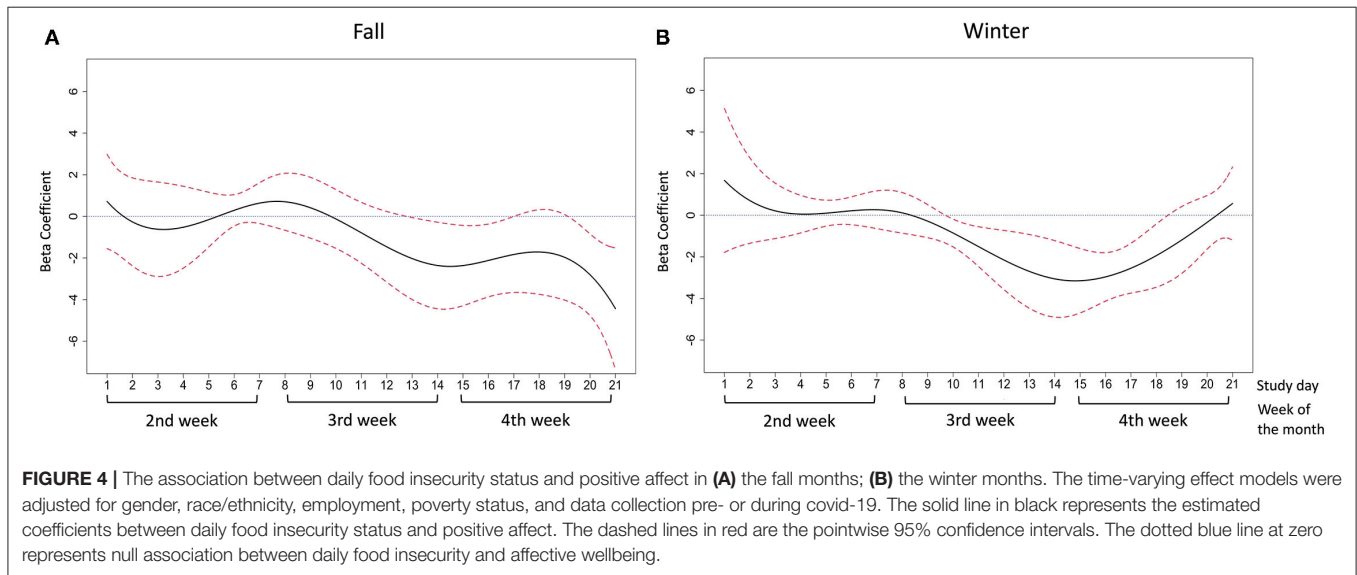 A Fall
B Winter
Beta Coefficient
6
4
2
0
-2
-4
-6
1 2 3 4 5 6 7 8 9 10 11 12 13 14 15 16 17 18 19 20 21
2nd week 3rd week 4th week
Beta Coefficient
6
4
2
0
-2
-4
-6
1 2 3 4 5 6 7 8 9 10 11 12 13 14 15 16 17 18 19 20 21 Study day
2nd week 3rd week 4th week
Week of
the month
FIGURE 4 | The association between daily food insecurity status and positive affect in (A) the fall months; (B) the winter months. The time-varying effect models were
adjusted for gender, race/ethnicity, employment, poverty status, and data collection pre- or during covid-19. The solid line in black represents the estimated
coefficients between daily food insecurity status and positive affect. The dashed lines in red are the pointwise 95% confidence intervals. The dotted blue line at zero
represents null association between daily food insecurity and affective wellbeing.